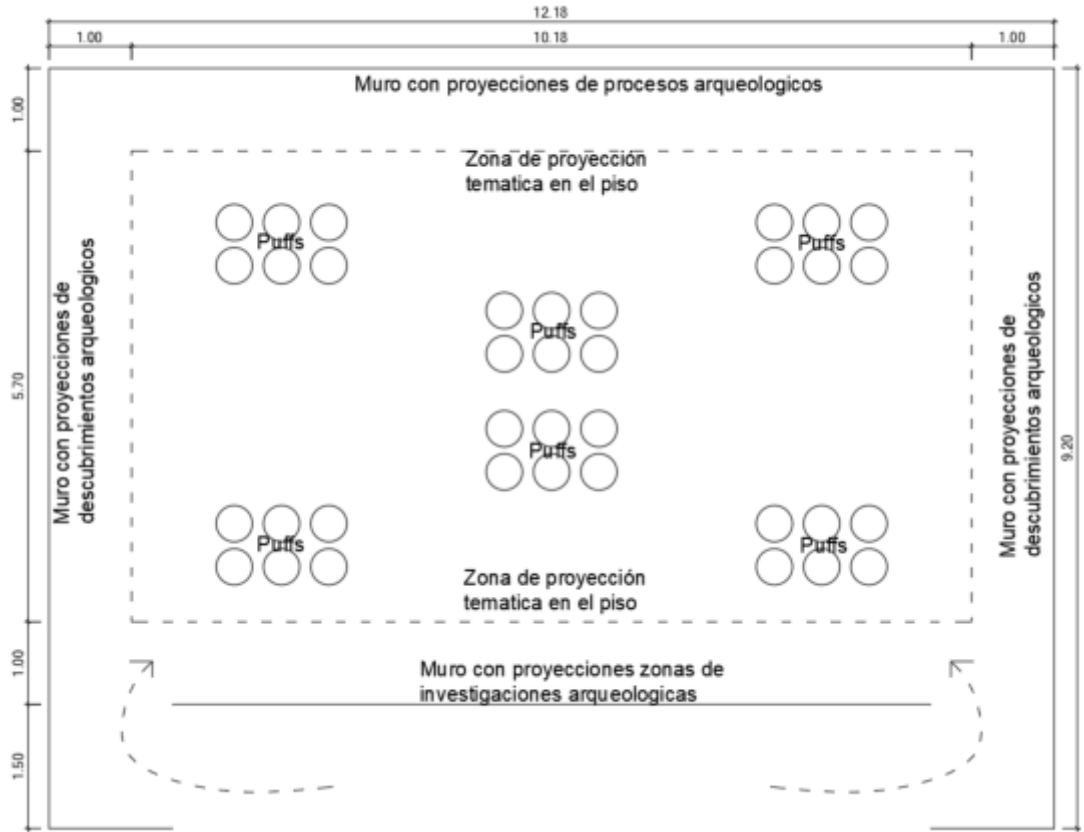 12.18
1.00
10.18
1.00
Muro con proyecciones de procesos arqueologicos
1.00
Zona de proyección
tematica en el piso
Puffs
Puffs
Muro con proyecciones de
descubrimientos arqueologicos
Puffs
5.70
Muro con proyecciones de
descubrimientos arqueologicos
9.20
Puffs
Puffs
Puffs
Zona de proyección
tematica en el piso
1.00
Muro con proyecciones zonas de
investigaciones arqueologicas
1.50